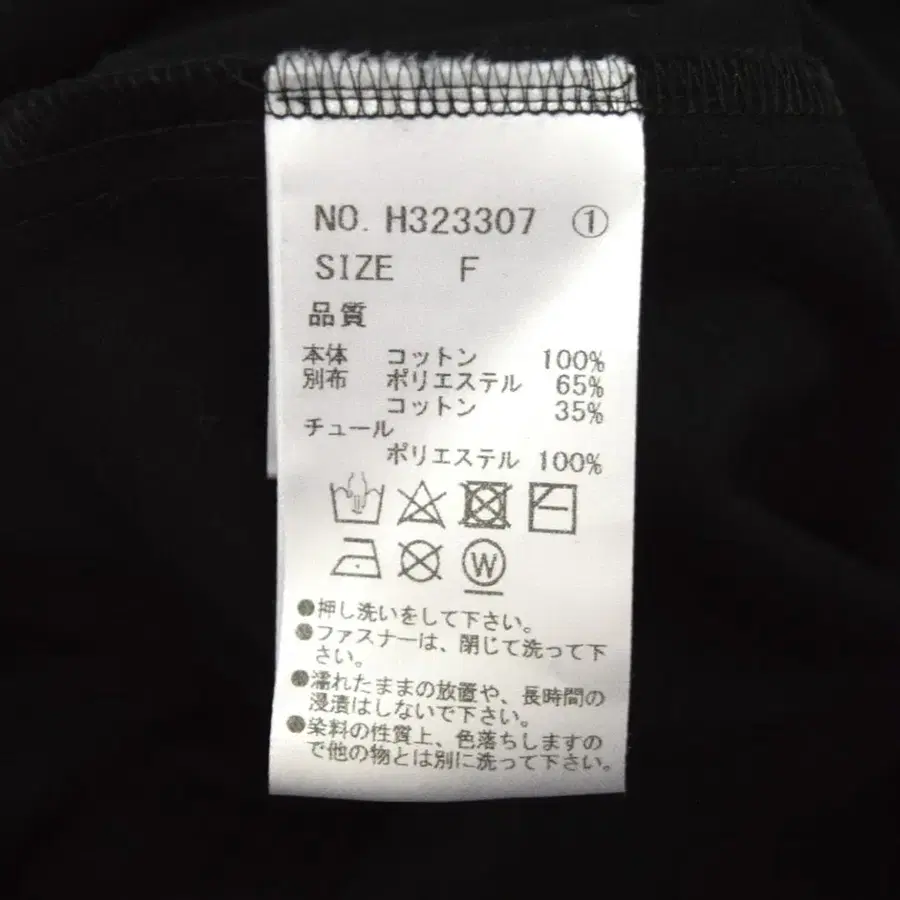 NO. H323307 ①
SIZE F
品質
本体 コットン 100%
別布 ポリエステル 65%
コットン 35%
チュール
ポリエステル 100%
W
●押し洗いをして下さい。
●ファスナーは、閉じて洗って下
さい。
●濡れたままの放置や、長時間の
浸漬はしないで下さい。
●染料の性質上、色落ちしますの
で他の物とは別に洗って下さい。